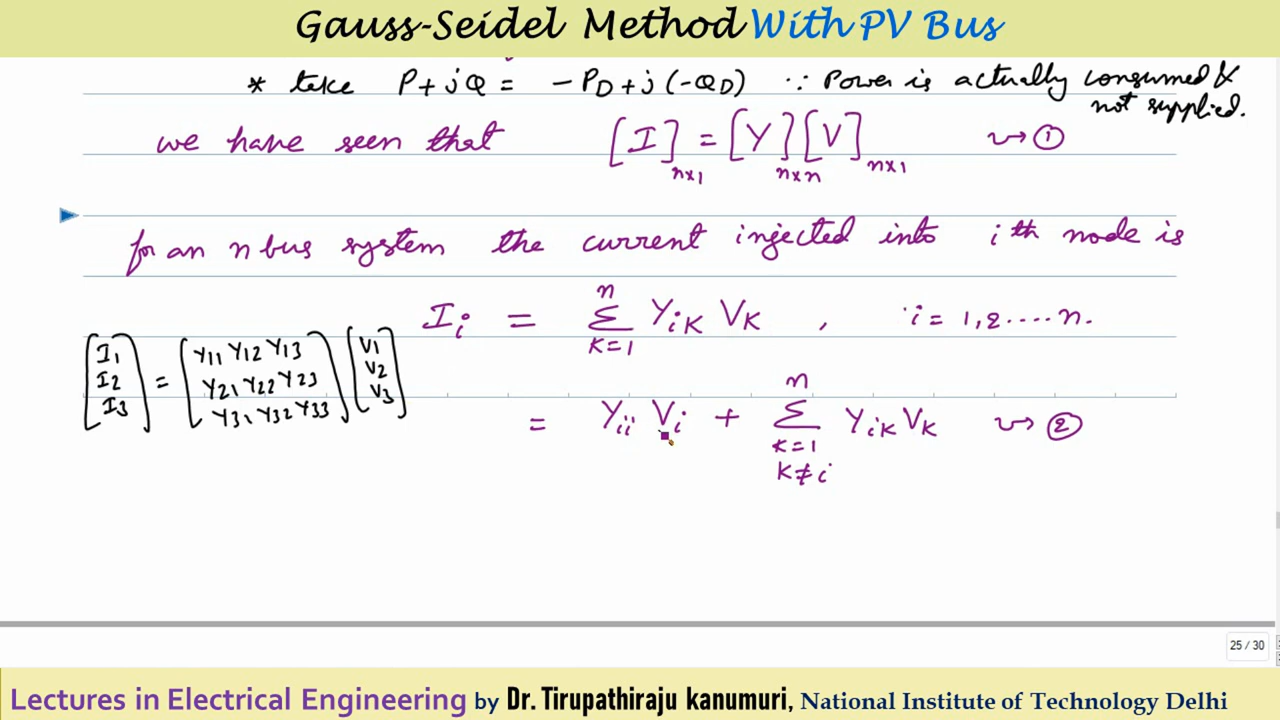 Gauss-Seidel Method With PV Bus
* take P+jQ = -P_D+j(-Q_D) ∵ Power is actually consumed & not supplied.
we have seen that [I]_{n×1} = [Y]_{n×n} [V]_{n×1} ⇝ ①
for an n bus system the current injected into i th node is
I_i = Σ_{K=1}^{n} Y_{iK} V_K , i = 1,2.....n.
[I1 I2 I3] = [Y11 Y12 Y13 Y21 Y22 Y23 Y31 Y32 Y33] [V1 V2 V3]
= Y_{ii} V_i + Σ_{K=1, K≠i}^{n} Y_{iK} V_K ⇝ ②
25 / 30
Lectures in Electrical Engineering by Dr. Tirupathiraju kanumuri, National Institute of Technology Delhi